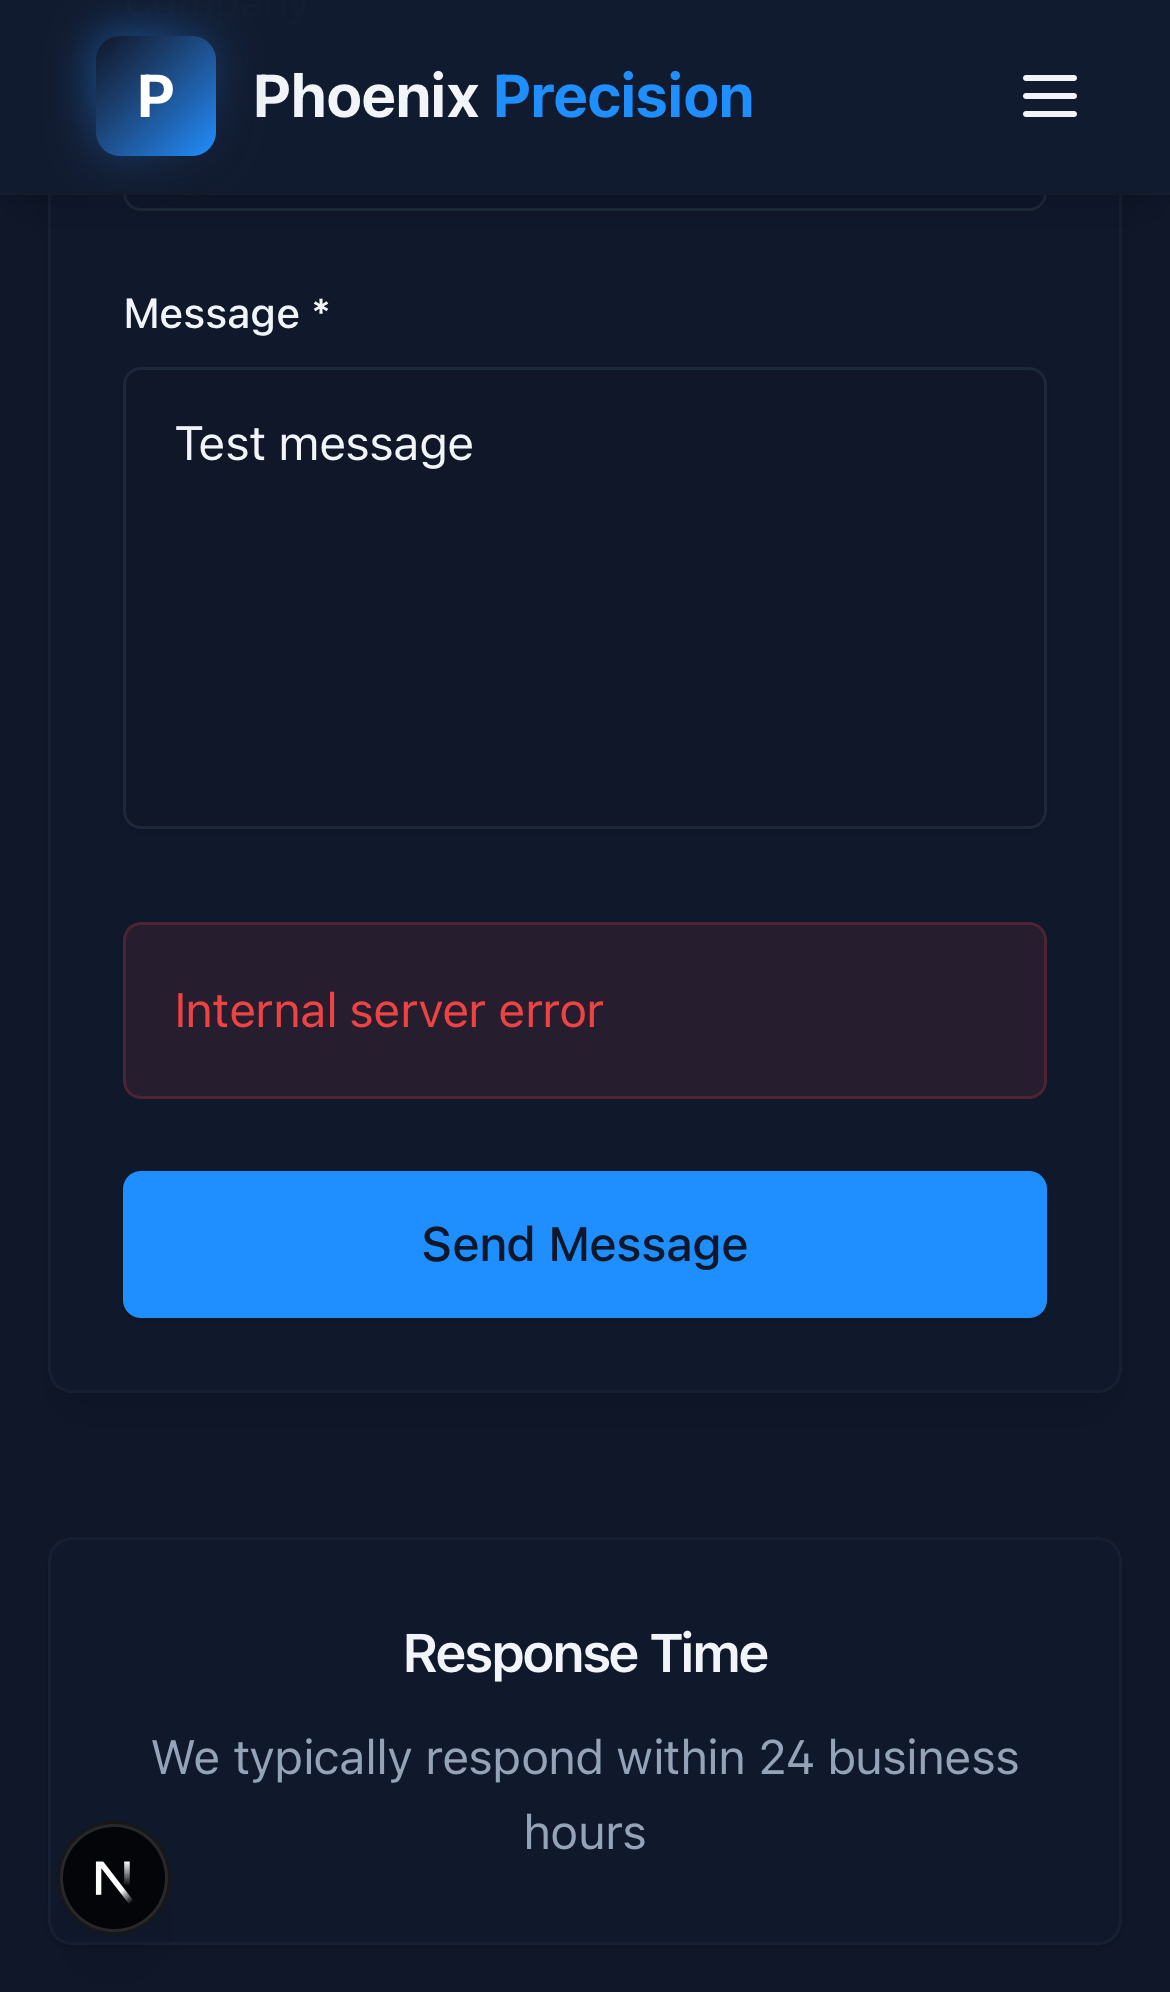 Company
P
Phoenix Precision
Message *
Test message
Internal server error
Send Message
Response Time
We typically respond within 24 business
hours
N